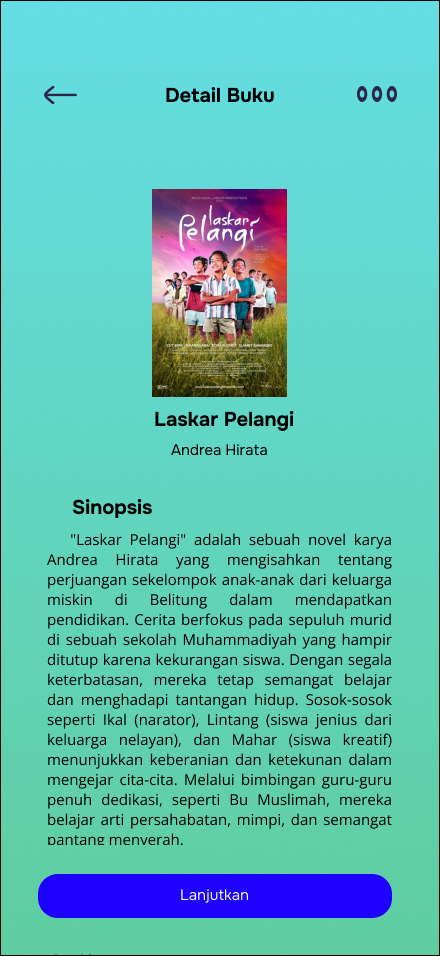 Detail Buku
laskar
Pelangi
Laskar Pelangi
Andrea Hirata
Sinopsis
"Laskar Pelangi" adalah sebuah novel karya
Andrea Hirata yang mengisahkan tentang
perjuangan sekelompok anak-anak dari keluarga
miskin di Belitung dalam mendapatkan
pendidikan. Cerita berfokus pada sepuluh murid
di sebuah sekolah Muhammadiyah yang hampir
ditutup karena kekurangan siswa. Dengan segala
keterbatasan, mereka tetap semangat belajar
dan menghadapi tantangan hidup. Sosok-sosok
seperti Ikal (narator), Lintang (siswa jenius dari
keluarga nelayan), dan Mahar (siswa kreatif)
menunjukkan keberanian dan ketekunan dalam
mengejar cita-cita. Melalui bimbingan guru-guru
penuh dedikasi, seperti Bu Muslimah, mereka
belajar arti persahabatan, mimpi, dan semangat
pantang menyerah.
Lanjutkan